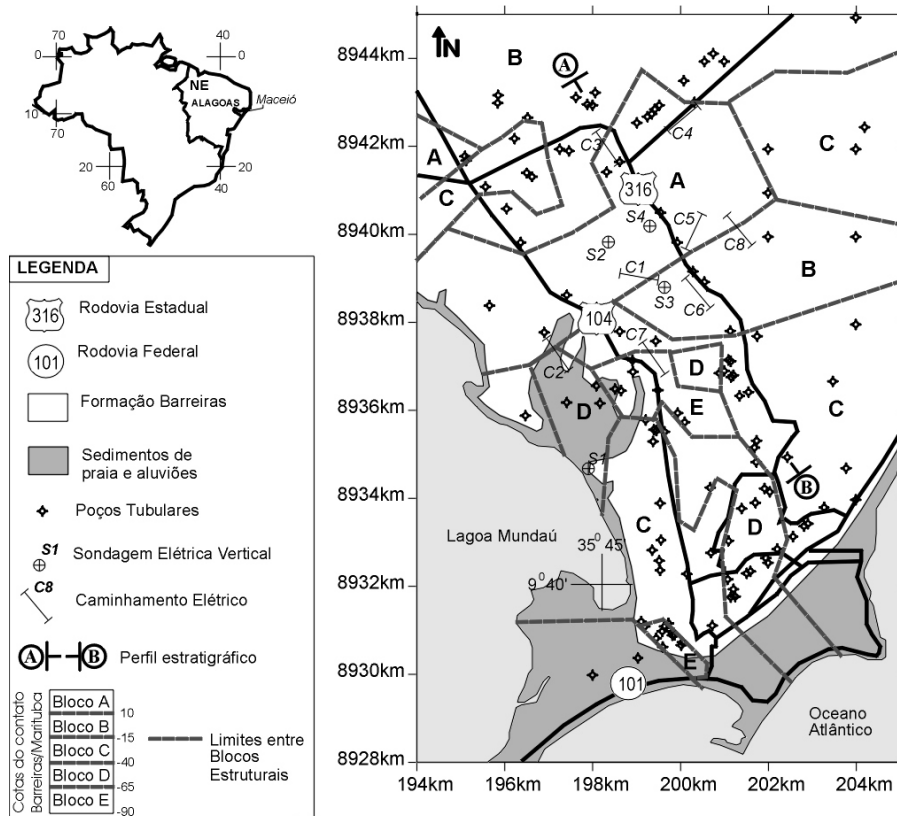 70
40
0
0
NE
ALAGOAS
Maceió
10
70
20
20
60
40
LEGENDA
316
Rodovia Estadual
101
Rodovia Federal
Formação Barreiras
Sedimentos de
praia e aluviões
Poços Tubulares
S1
Sondagem Elétrica Vertical
C8
Caminhamento Elétrico
A
B
Perfil estratigráfico
Cotas do contato
Barreiras/Marituba
Bloco A
10
Bloco B
-15
Bloco C
-40
Bloco D
-65
Bloco E
-90
Limites entre
Blocos
Estruturais
8944km
8942km
8940km
8938km
8936km
8934km
8932km
8930km
8928km
194km
196km
198km
200km
202km
204km
N
B
A
C3
C4
C
A
C
316
A
S4
S2
C5
C8
B
C1
S3
C6
104
C7
C2
D
D
E
C
S1
B
D
Lagoa Mundaú
C
35° 45'
9° 40'
E
101
Oceano
Atlântico